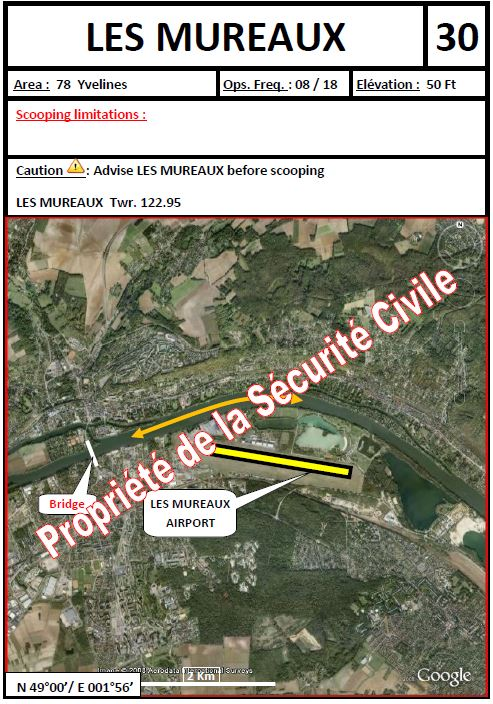 LES MUREAUX
30
Area : 78 Yvelines
Ops. Freq. : 08 / 18
Elévation : 50 Ft
Scooping limitations :
Caution : Advise LES MUREAUX before scooping
LES MUREAUX Twr. 122.95
N
Propriété de la Sécurité Civile
Bridge
LES MUREAUX
AIRPORT
2 Km
Google
N 49°00’/ E 001°56’